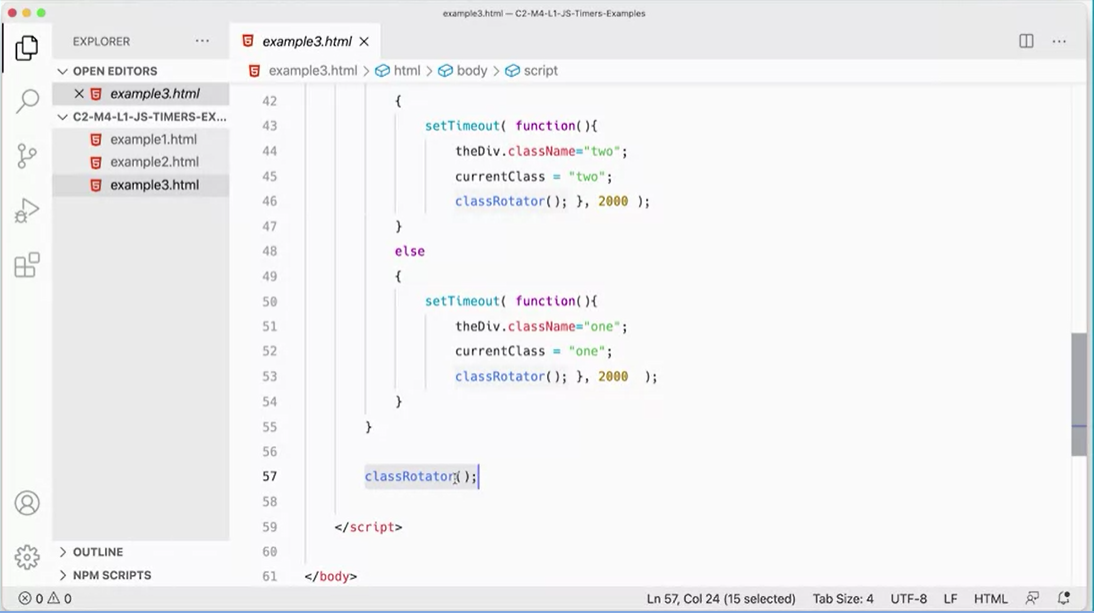 example3.html — C2-M4-L1-JS-Timers-Examples
EXPLORER
example3.html
example3.html > html > body > script
OPEN EDITORS
example3.html
C2-M4-L1-JS-TIMERS-EX...
example1.html
example2.html
example3.html
42 {
43 setTimeout( function(){
44 theDiv.className="two";
45 currentClass = "two";
46 classRotator(); }, 2000 );
47 }
48 else
49 {
50 setTimeout( function(){
51 theDiv.className="one";
52 currentClass = "one";
53 classRotator(); }, 2000 );
54 }
55 }
56
57 classRotator();
58
59 </script>
60
61 </body>
OUTLINE
NPM SCRIPTS
0 0 Ln 57, Col 24 (15 selected) Tab Size: 4 UTF-8 LF HTML